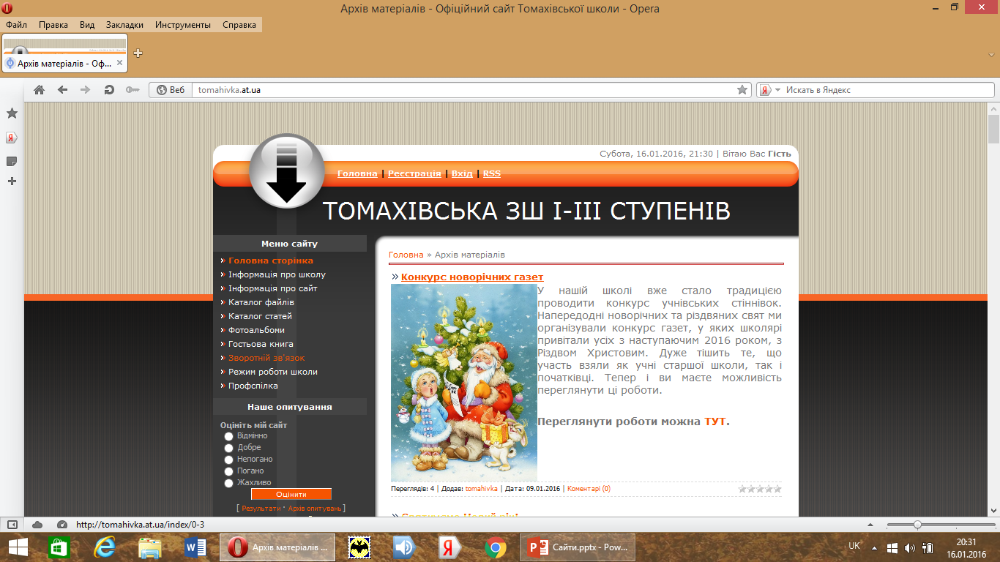 Архів матеріалів - Офіційний сайт Томахівської школи - Opera
Файл Правка Вид Закладки Инструменты Справка
Архів матеріалів - Оф...
Веб tomahivka.at.ua Искать в Яндекс
Субота, 16.01.2016, 21:30 | Вітаю Вас Гість
Головна | Реєстрація | Вхід | RSS
ТОМАХІВСЬКА ЗШ І-ІІІ СТУПЕНІВ
Меню сайту
Головна сторінка
Інформація про школу
Інформація про сайт
Каталог файлів
Каталог статей
Фотоальбоми
Гостьова книга
Зворотній зв'язок
Режим роботи школи
Профспілка
Наше опитування
Оцініть мій сайт
Відмінно
Добре
Непогано
Погано
Жахливо
Оцінити
[ Результати · Архів опитувань ]
Головна » Архів матеріалів
Конкурс новорічних газет
У нашій школі вже стало традицією
проводити конкурс учнівських стіннівок.
Напередодні новорічних та різдвяних свят ми
організували конкурс газет, у яких школярі
привітали усіх з наступаючим 2016 роком, з
Різдвом Христовим. Дуже тішить те, що
участь взяли як учні старшої школи, так і
початківці. Тепер і ви маєте можливість
переглянути ці роботи.
Переглянути роботи можна ТУТ.
Переглядів: 4 | Додав: tomahivka | Дата: 09.01.2016 | Коментарі (0)
http://tomahivka.at.ua/index/0-3
Архів матеріалів ... Сайти.pptx - Pow... UK 20:31
16.01.2016